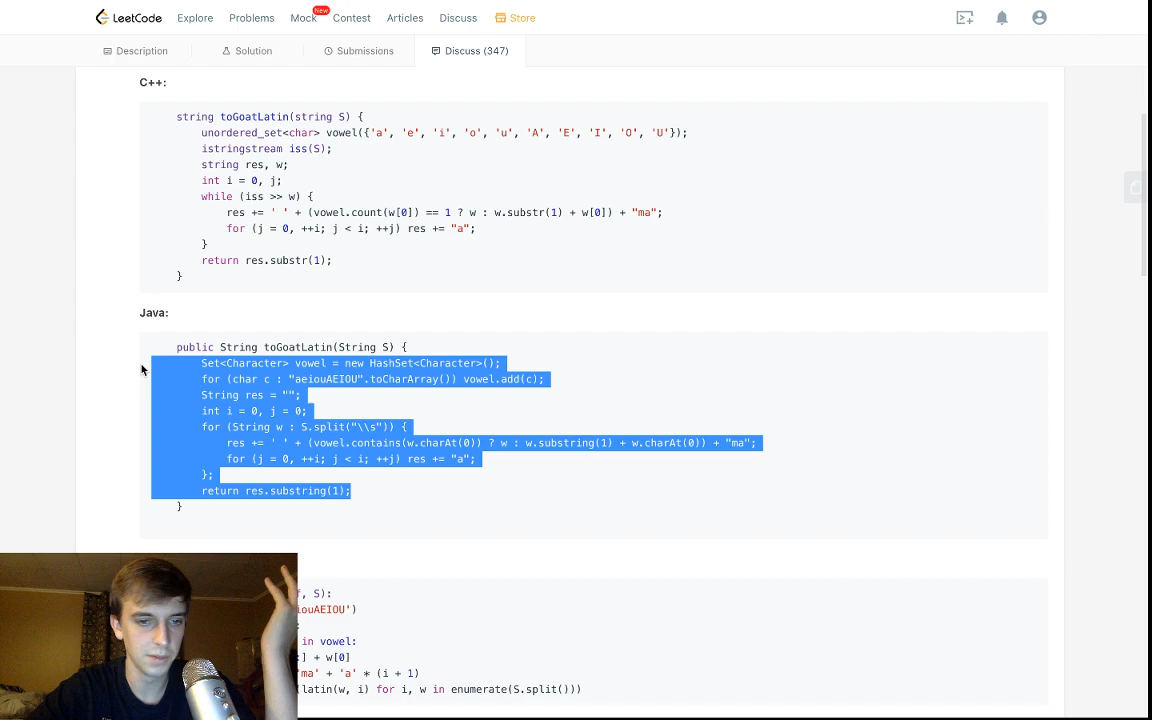 LeetCode Explore Problems Mock New Contest Articles Discuss Store
Description Solution Submissions Discuss (347)
C++:
string toGoatLatin(string S) {
unordered_set<char> vowel({'a', 'e', 'i', 'o', 'u', 'A', 'E', 'I', 'O', 'U'});
istringstream iss(S);
string res, w;
int i = 0, j;
while (iss >> w) {
res += ' ' + (vowel.count(w[0]) == 1 ? w : w.substr(1) + w[0]) + "ma";
for (j = 0, ++i; j < i; ++j) res += "a";
}
return res.substr(1);
}
Java:
public String toGoatLatin(String S) {
Set<Character> vowel = new HashSet<Character>();
for (char c : "aeiouAEIOU".toCharArray()) vowel.add(c);
String res = "";
int i = 0, j = 0;
for (String w : S.split("\\s")) {
res += ' ' + (vowel.contains(w.charAt(0)) ? w : w.substring(1) + w.charAt(0)) + "ma";
for (j = 0, ++i; j < i; ++j) res += "a";
};
return res.substring(1);
}
, S):
iouAEIOU')
:
in vowel:
:] + w[0]
'ma' + 'a' * (i + 1)
(latin(w, i) for i, w in enumerate(S.split()))